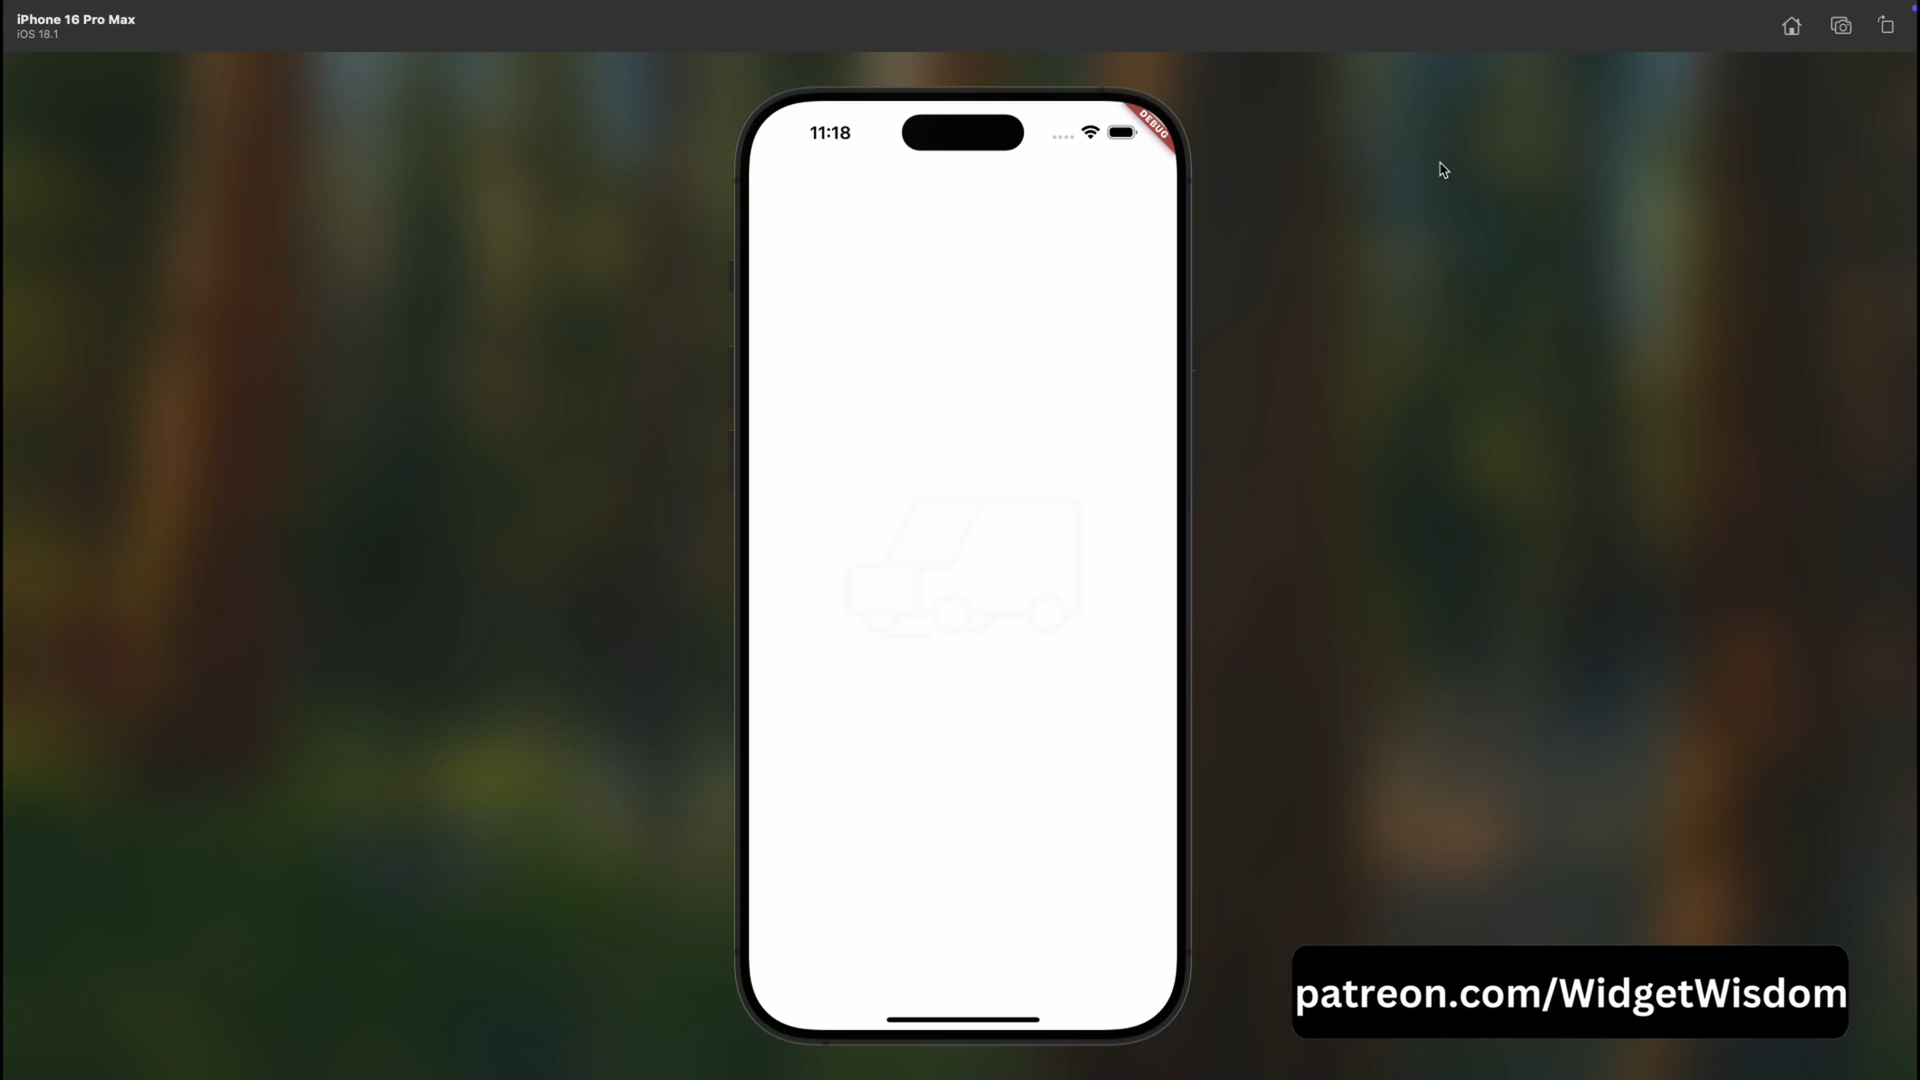 iPhone 16 Pro Max
iOS 18.1
11:18
DEBUG
patreon.com/WidgetWisdom